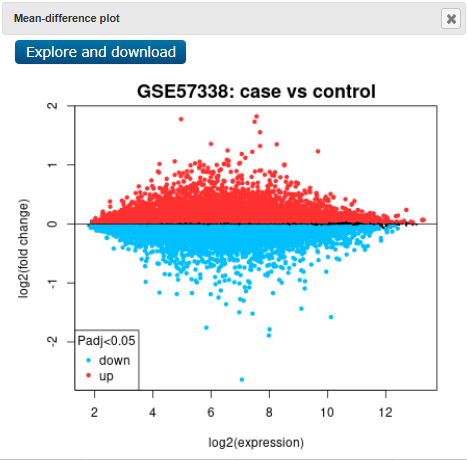 Mean-difference plot
Explore and download
GSE57338: case vs control
log2(fold change)
2
1
0
-1
-2
Padj<0.05
down
up
2 4 6 8 10 12
log2(expression)